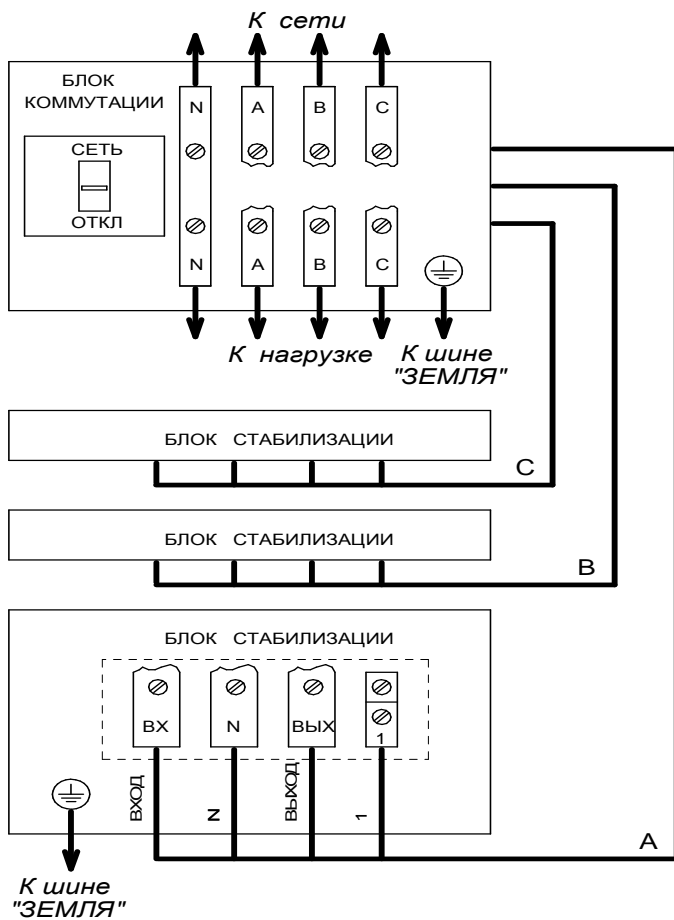 К сети
БЛОК
КОММУТАЦИИ
N A B C
СЕТЬ
ОТКЛ
N A B C
К нагрузке
К шине
"ЗЕМЛЯ"
БЛОК СТАБИЛИЗАЦИИ
C
БЛОК СТАБИЛИЗАЦИИ
B
БЛОК СТАБИЛИЗАЦИИ
ВХ N ВЫХ 1
ВХОД N ВЫХОД 1
A
К шине
"ЗЕМЛЯ"